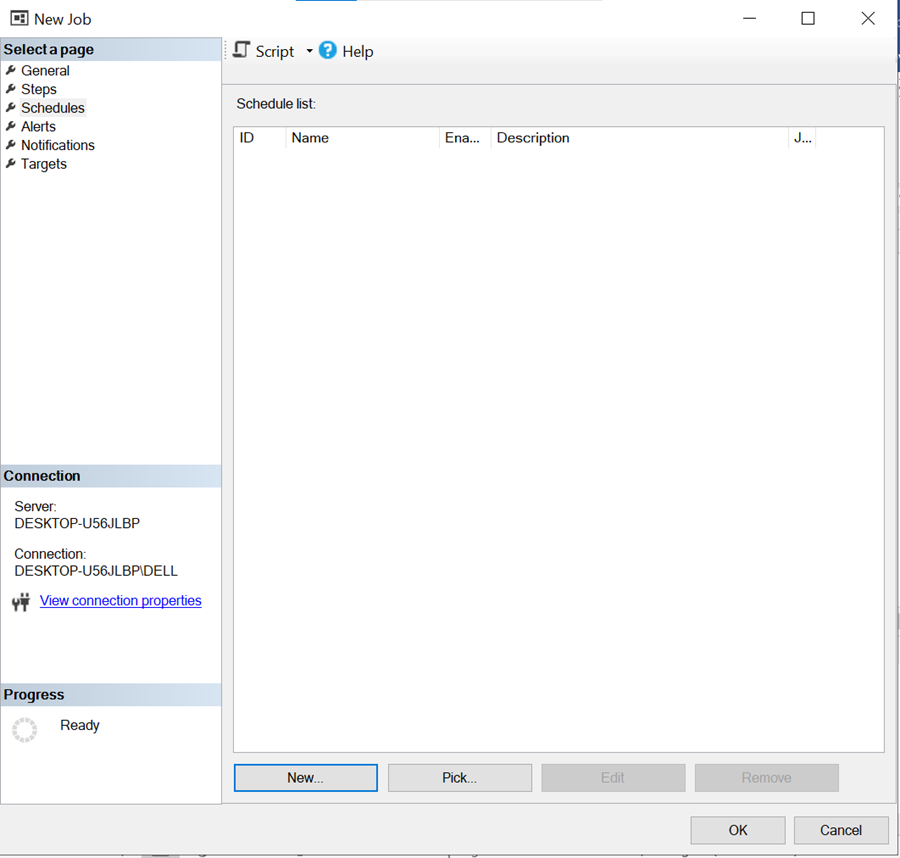 New Job
Select a page
General
Steps
Schedules
Alerts
Notifications
Targets
Script
Help
Schedule list:
ID Name Ena... Description J...
Connection
Server:
DESKTOP-U56JLBP
Connection:
DESKTOP-U56JLBP\DELL
View connection properties
Progress
Ready
New... Pick... Edit Remove
OK Cancel